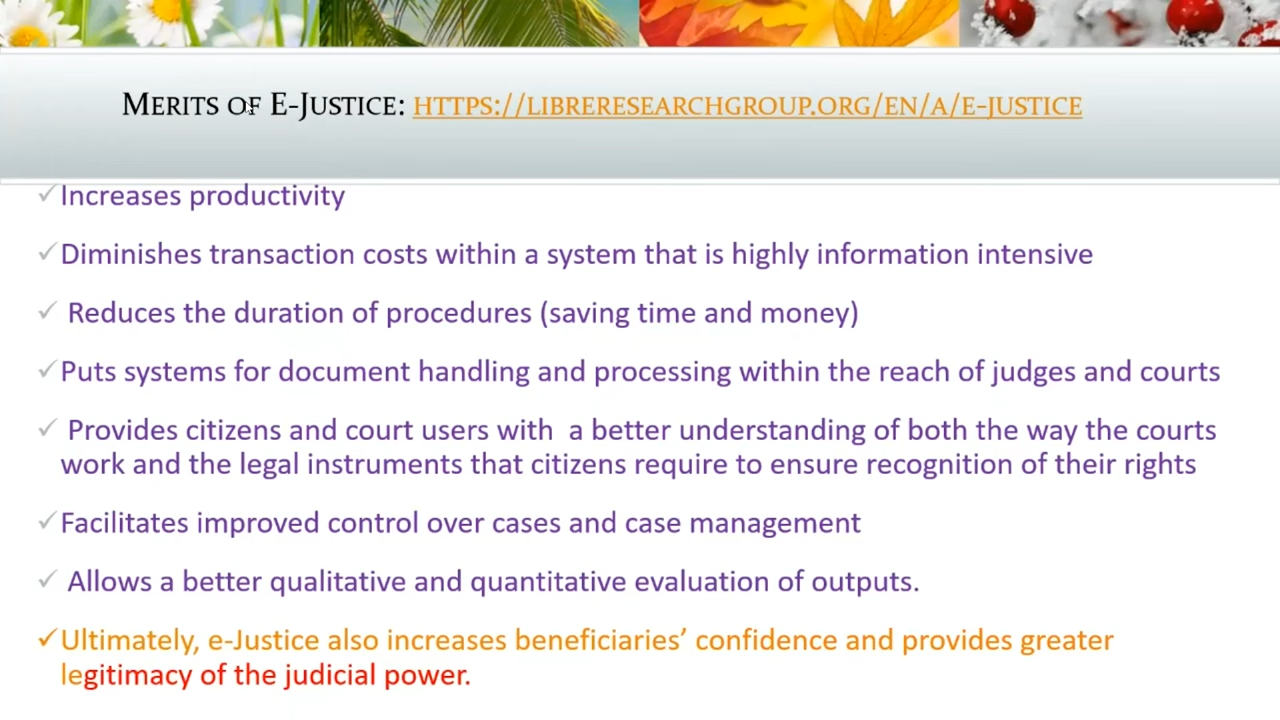 MERITS OF E-JUSTICE: HTTPS://LIBRERESEARCHGROUP.ORG/EN/A/E-JUSTICE
✓Increases productivity
✓Diminishes transaction costs within a system that is highly information intensive
✓ Reduces the duration of procedures (saving time and money)
✓Puts systems for document handling and processing within the reach of judges and courts
✓ Provides citizens and court users with  a better understanding of both the way the courts
work and the legal instruments that citizens require to ensure recognition of their rights
✓Facilitates improved control over cases and case management
✓ Allows a better qualitative and quantitative evaluation of outputs.
✓Ultimately, e-Justice also increases beneficiaries’ confidence and provides greater
legitimacy of the judicial power.